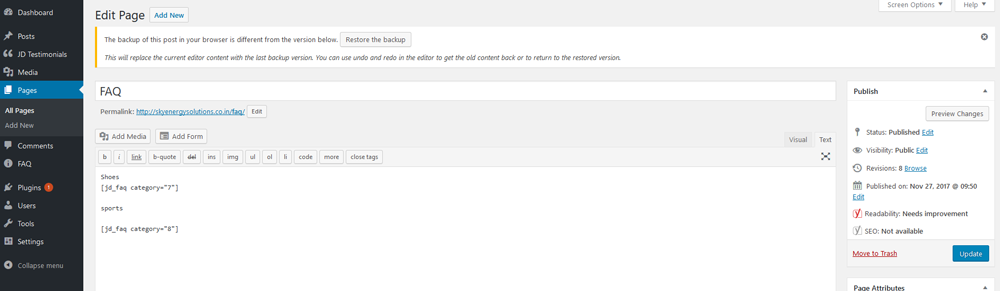 Dashboard
Posts
JD Testimonials
Media
Pages
All Pages
Add New
Comments
FAQ
Plugins 1
Users
Tools
Settings
Collapse menu
Screen Options ▼
Help ▼
Edit Page Add New
The backup of this post in your browser is different from the version below. Restore the backup
This will replace the current editor content with the last backup version. You can use undo and redo in the editor to get the old content back or to return to the restored version.
FAQ
Permalink: http://skyenergysolutions.co.in/faq/ Edit
Add Media Add Form
Visual Text
b i link b-quote del ins img ul ol li code more close tags
Shoes
[jd_faq category="7"]
sports
[jd_faq category="8"]
Publish
Preview Changes
Status: Published Edit
Visibility: Public Edit
Revisions: 8 Browse
Published on: Nov 27, 2017 @ 09:50
Edit
Readability: Needs improvement
SEO: Not available
Move to Trash Update
Page Attributes